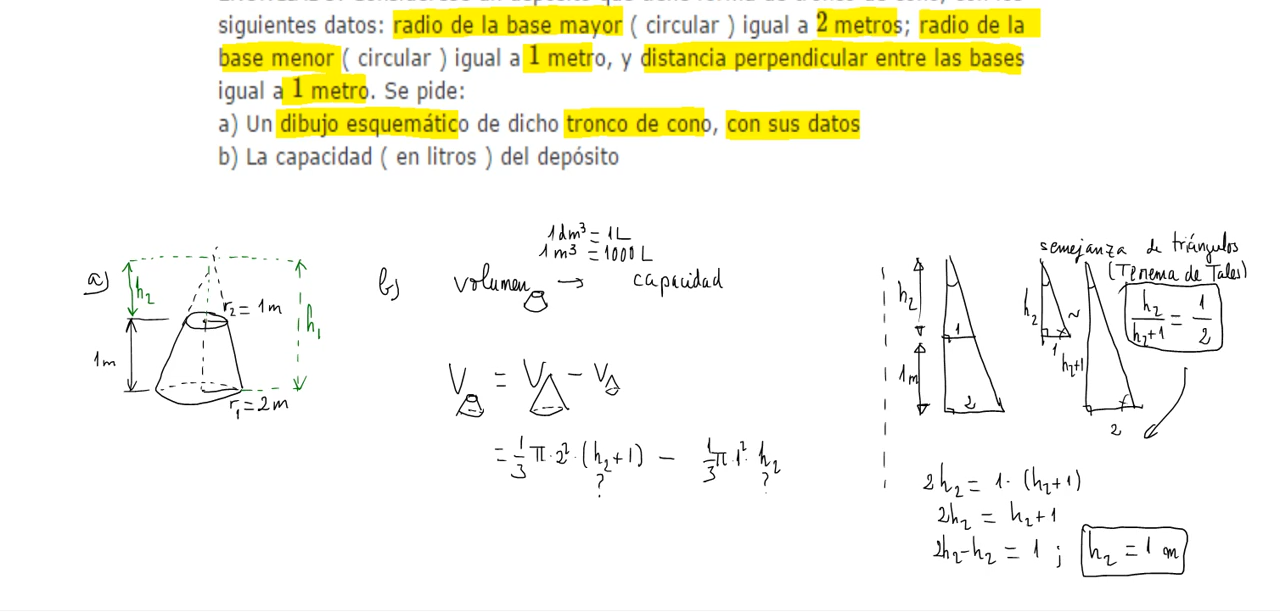 siguientes datos: radio de la base mayor ( circular ) igual a 2 metros; radio de la
base menor ( circular ) igual a 1 metro, y distancia perpendicular entre las bases
igual a 1 metro. Se pide:
a) Un dibujo esquemático de dicho tronco de cono, con sus datos
b) La capacidad ( en litros ) del depósito
a)
h₂
r₂ = 1m
h₁
1m
r₁ = 2m
b)
1dm³ = 1L
1m³ = 1000 L
volumen → capacidad
V = V - V
= 1/3 π·2²·(h₂+1) - 1/3 π·1²·h₂
? ?
h₂
1
1m
2
semejanza de triángulos
(Teorema de Tales)
h₂
1
~
h₂+1
2
h₂/(h₂+1) = 1/2
2h₂ = 1·(h₂+1)
2h₂ = h₂+1
2h₂-h₂ = 1 ; h₂ = 1 m